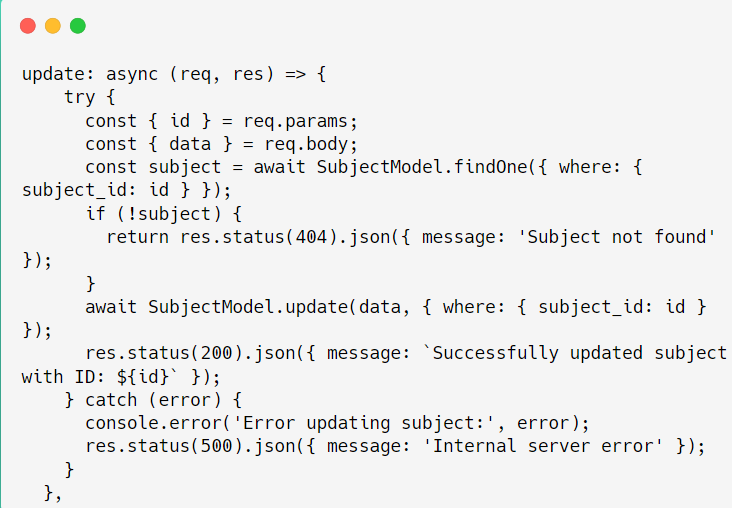 update: async (req, res) => {
    try {
      const { id } = req.params;
      const { data } = req.body;
      const subject = await SubjectModel.findOne({ where: {
subject_id: id } });
      if (!subject) {
        return res.status(404).json({ message: 'Subject not found'
});
      }
      await SubjectModel.update(data, { where: { subject_id: id }
});
      res.status(200).json({ message: `Successfully updated subject
with ID: ${id}` });
    } catch (error) {
      console.error('Error updating subject:', error);
      res.status(500).json({ message: 'Internal server error' });
    }
  },